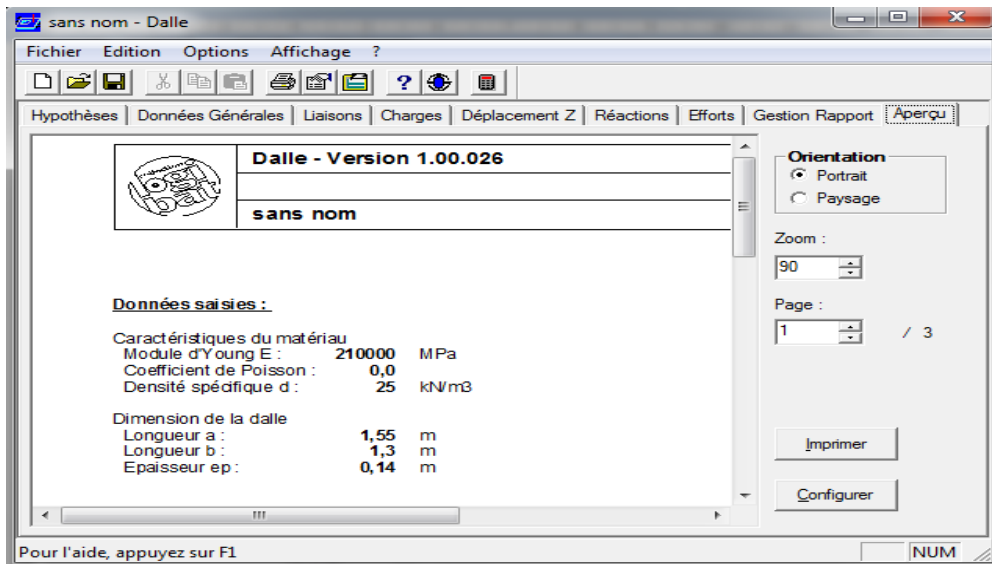 sans nom - Dalle
Fichier Edition Options Affichage ?
Hypothèses Données Générales Liaisons Charges Déplacement Z Réactions Efforts Gestion Rapport Aperçu
Dalle - Version 1.00.026
sans nom
Données saisies :
Caractéristiques du matériau
Module d'Young E : 210000 MPa
Coefficient de Poisson : 0,0
Densité spécifique d : 25 kN/m3
Dimension de la dalle
Longueur a : 1,55 m
Longueur b : 1,3 m
Epaisseur ep : 0,14 m
Orientation
Portrait
Paysage
Zoom :
90
Page :
1 / 3
Imprimer
Configurer
Pour l'aide, appuyez sur F1
NUM